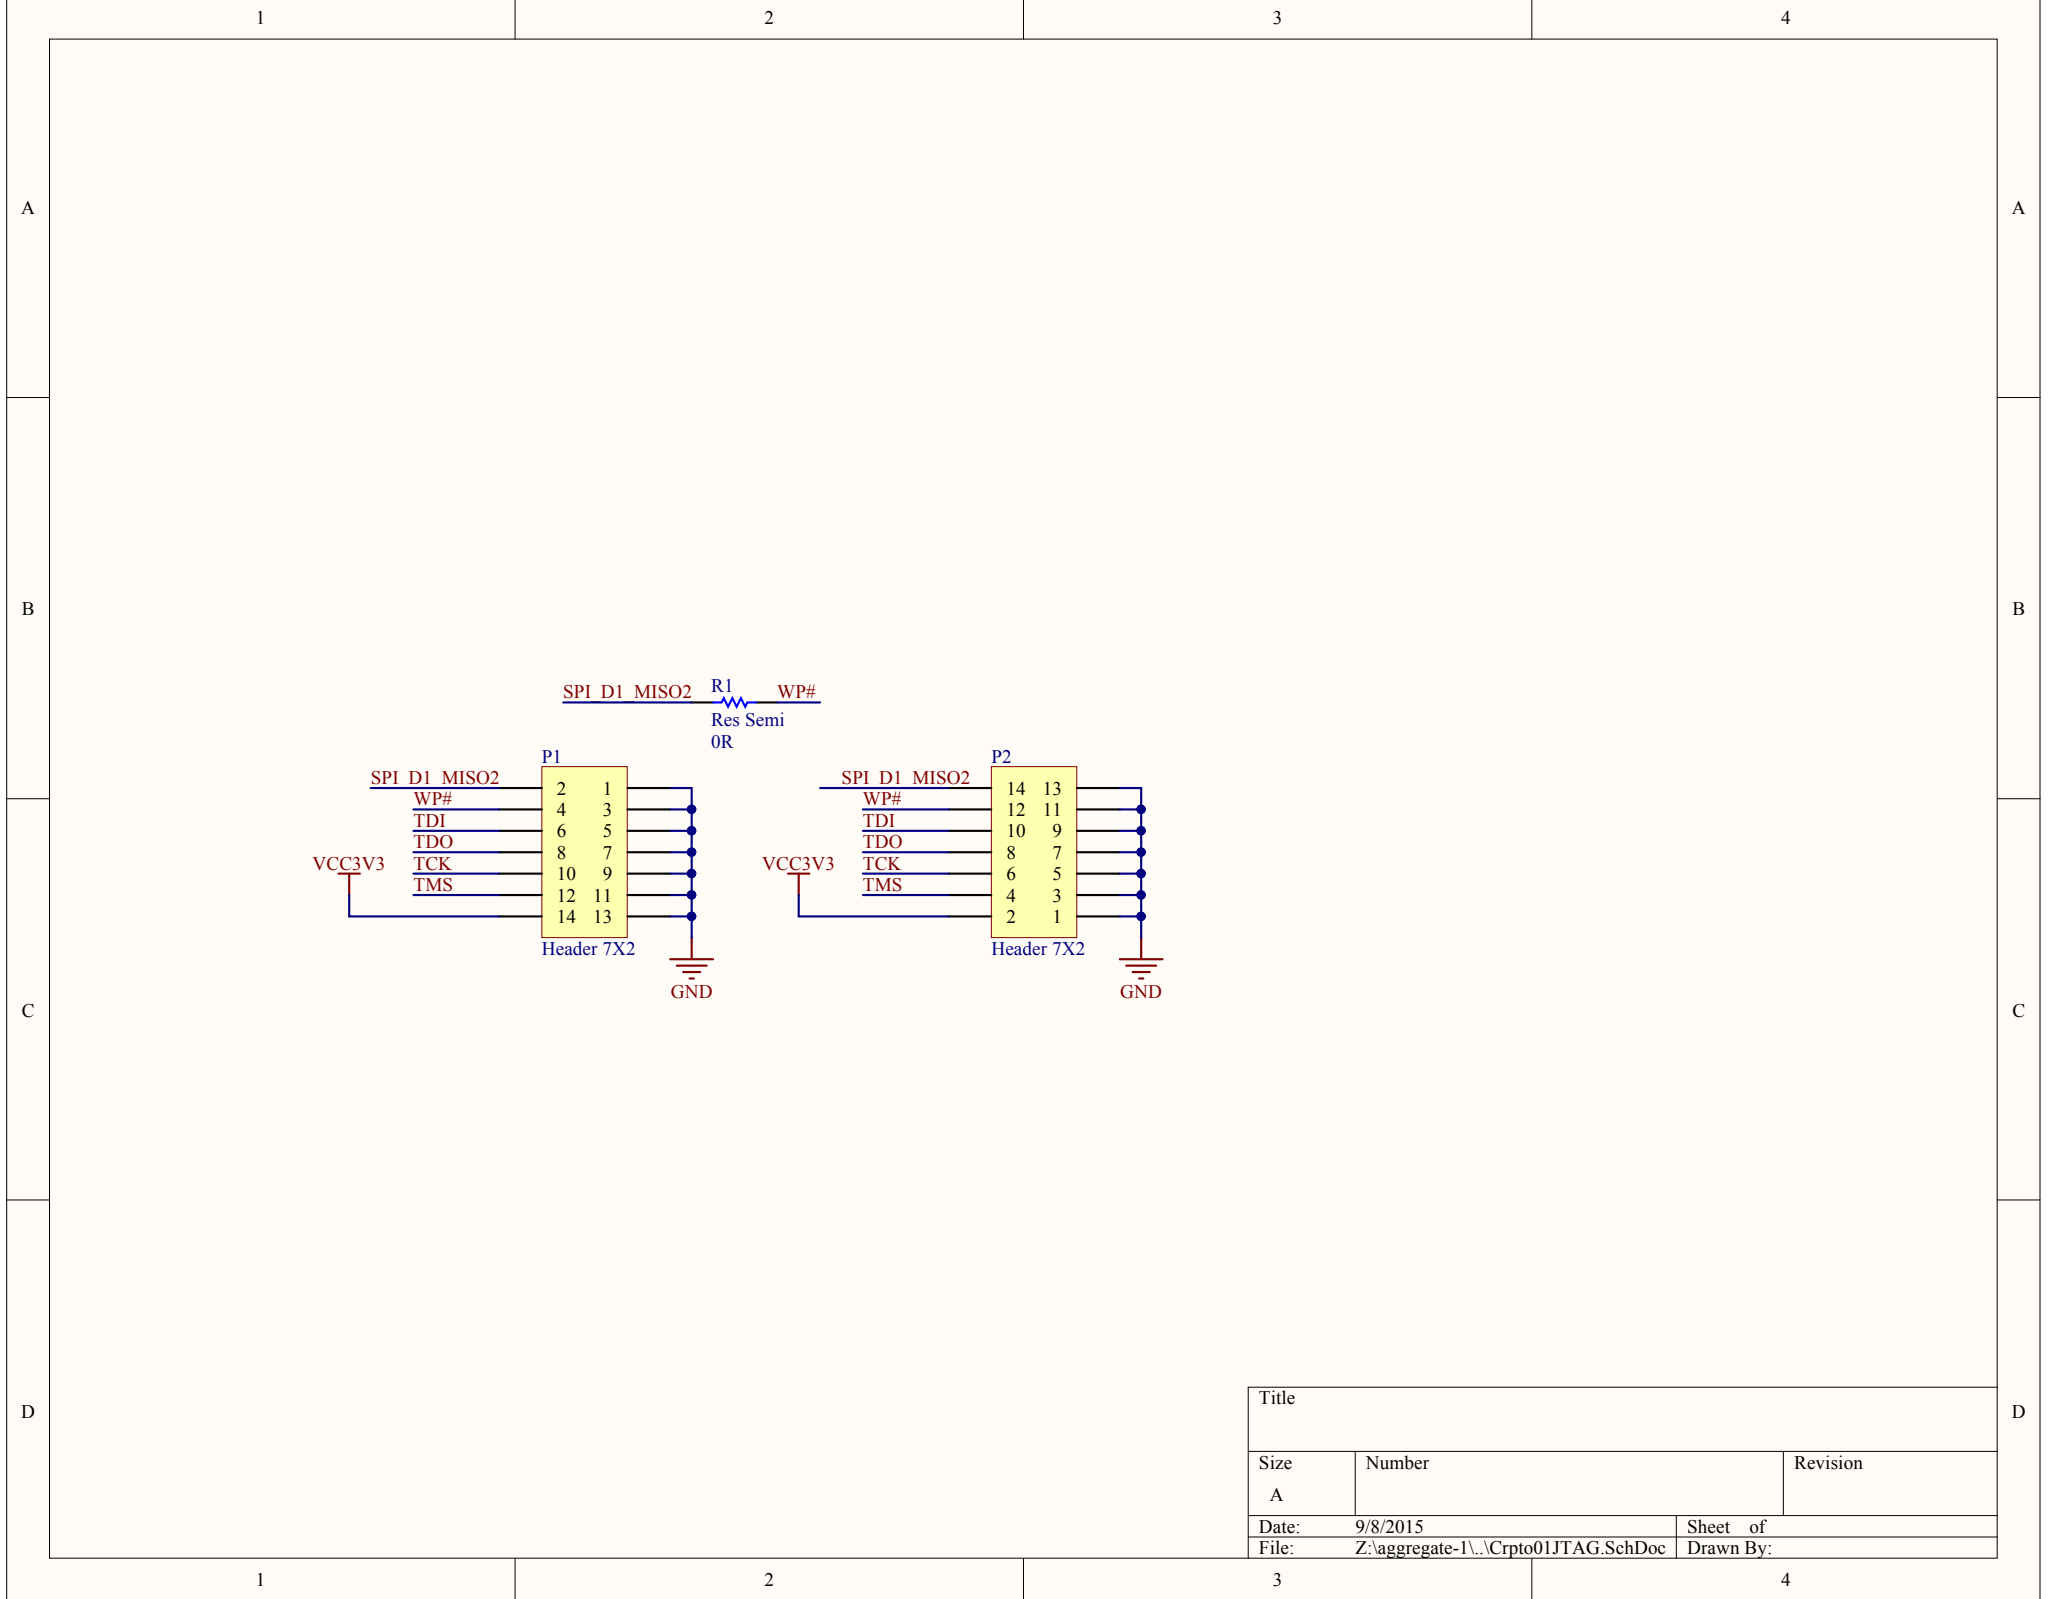 1 2 3 4
A A
B B
SPI_D1_MISO2 R1 WP#
Res Semi
0R
P1 P2
SPI_D1_MISO2 2 1 SPI_D1_MISO2 14 13
WP# 4 3 WP# 12 11
TDI 6 5 TDI 10 9
TDO 8 7 TDO 8 7
VCC3V3 TCK 10 9 VCC3V3 TCK 6 5
TMS 12 11 TMS 4 3
14 13 2 1
Header 7X2 Header 7X2
GND GND
C C
D D
Title
Size Number Revision
A
Date: 9/8/2015 Sheet of
File: Z:\aggregate-1\..\Crpto01JTAG.SchDoc Drawn By:
1 2 3 4